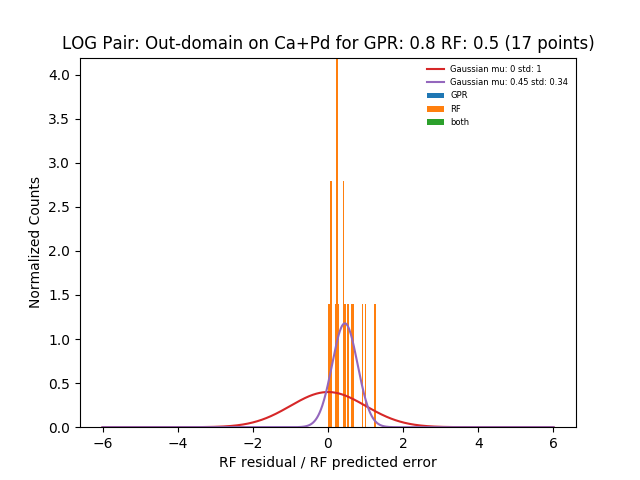 LOG Pair: Out-domain on Ca+Pd for GPR: 0.8 RF: 0.5 (17 points)
Gaussian mu: 0 std: 1
Gaussian mu: 0.45 std: 0.34
GPR
RF
both
Normalized Counts
4.0
3.5
3.0
2.5
2.0
1.5
1.0
0.5
0.0
−6 −4 −2 0 2 4 6
RF residual / RF predicted error